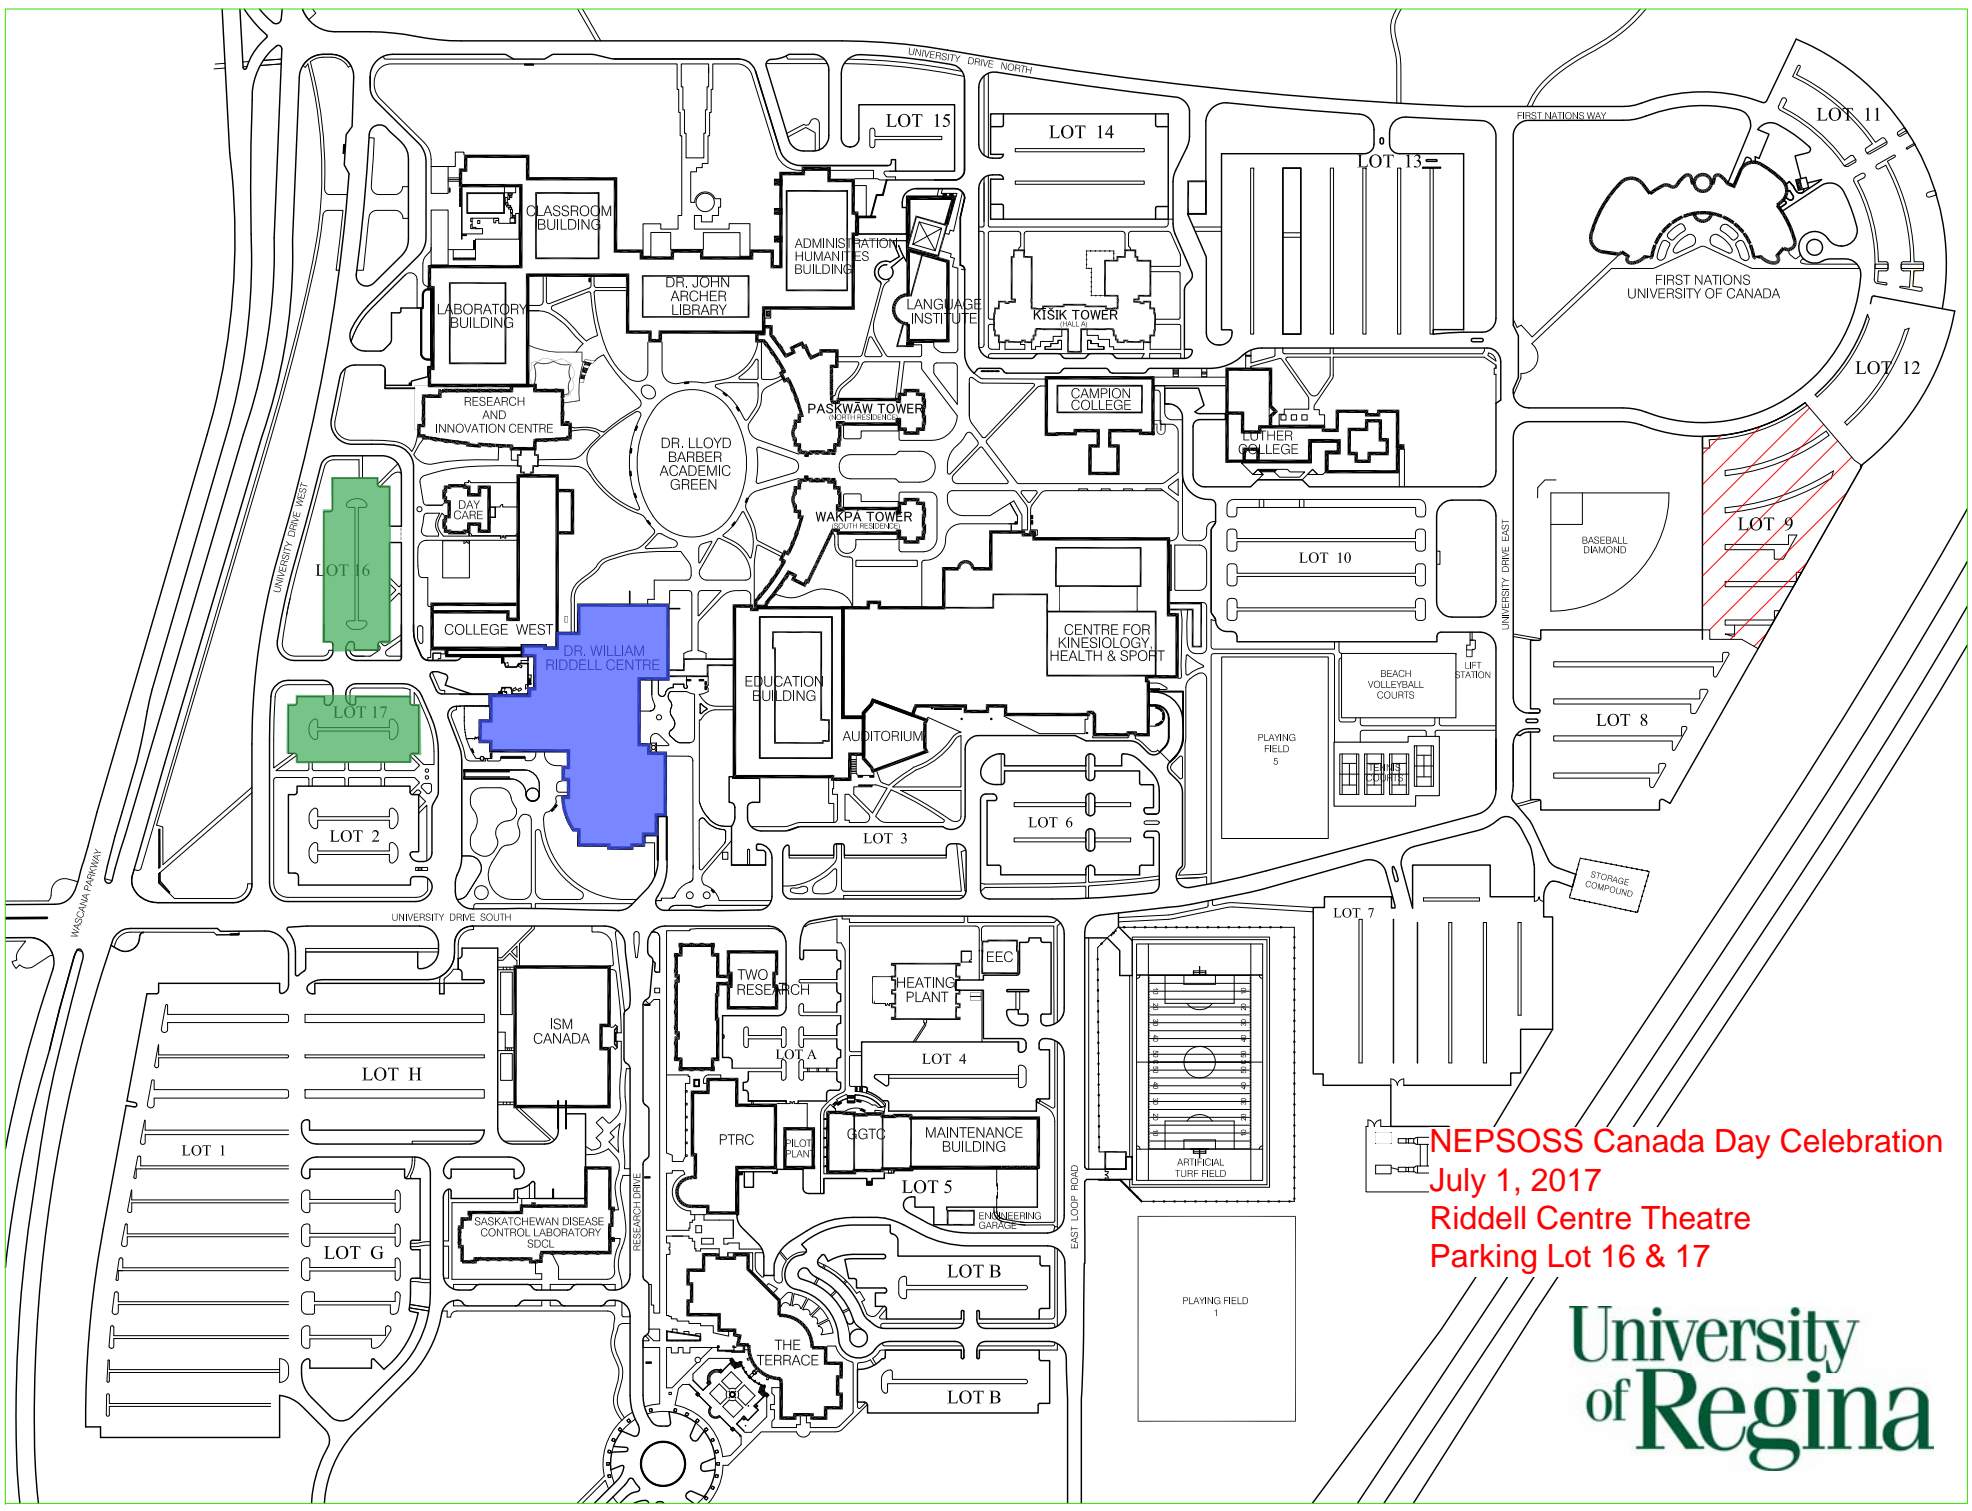 UNIVERSITY DRIVE NORTH
FIRST NATIONS WAY
LOT 11
LOT 15
LOT 14
LOT 13
CLASSROOM
BUILDING
ADMINISTRATION
HUMANITIES
BUILDING
DR. JOHN
ARCHER
LIBRARY
LABORATORY
BUILDING
LANGUAGE
INSTITUTE
KĪSIK TOWER
(HALL A)
FIRST NATIONS
UNIVERSITY OF CANADA
LOT 12
RESEARCH
AND
INNOVATION CENTRE
PASKWĀW TOWER
(NORTH RESIDENCE)
CAMPION
COLLEGE
LUTHER
COLLEGE
DR. LLOYD
BARBER
ACADEMIC
GREEN
DAY
CARE
WAKPÁ TOWER
(SOUTH RESIDENCE)
UNIVERSITY DRIVE WEST
LOT 16
LOT 10
UNIVERSITY DRIVE EAST
BASEBALL
DIAMOND
LOT 9
COLLEGE WEST
DR. WILLIAM
RIDDELL CENTRE
CENTRE FOR
KINESIOLOGY,
HEALTH & SPORT
EDUCATION
BUILDING
AUDITORIUM
LOT 17
BEACH
VOLLEYBALL
COURTS
LIFT
STATION
LOT 8
PLAYING
FIELD
5
TENNIS
COURTS
LOT 2
LOT 3
LOT 6
STORAGE
COMPOUND
WASCANA PARKWAY
UNIVERSITY DRIVE SOUTH
LOT 7
TWO
RESEARCH
HEATING
PLANT
EEC
ISM
CANADA
LOT A
LOT 4
LOT H
LOT 1
PTRC
PILOT
PLANT
GGTC
MAINTENANCE
BUILDING
ARTIFICIAL
TURF FIELD
LOT 5
ENGINEERING
GARAGE
RESEARCH DRIVE
EAST LOOP ROAD
SASKATCHEWAN DISEASE
CONTROL LABORATORY
SDCL
LOT G
LOT B
THE
TERRACE
LOT B
PLAYING FIELD
1
NEPSOSS Canada Day Celebration
July 1, 2017
Riddell Centre Theatre
Parking Lot 16 & 17
University
of Regina